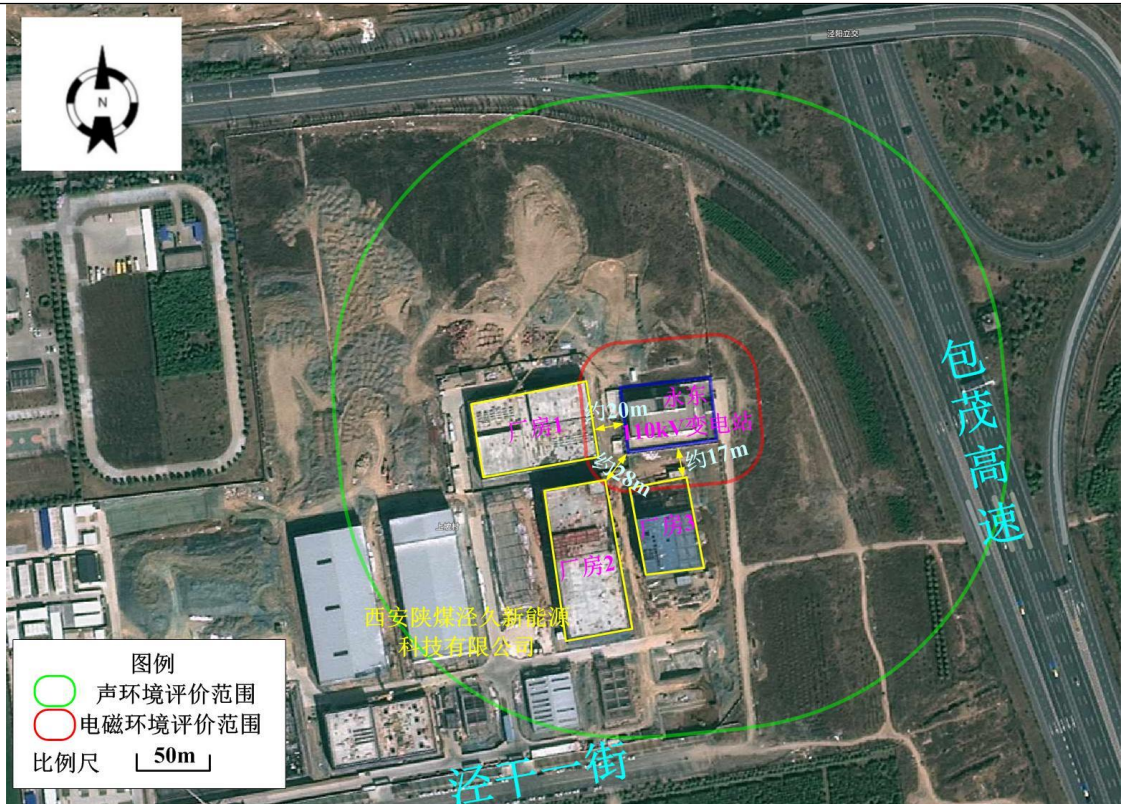 N
泾阳立交
包茂高速
永东
110kV变电站
约20m
厂房1
约28m
约17m
厂房3
厂房2
西安陕煤泾久新能源
科技有限公司
图例
声环境评价范围
电磁环境评价范围
比例尺 50m
泾干一街